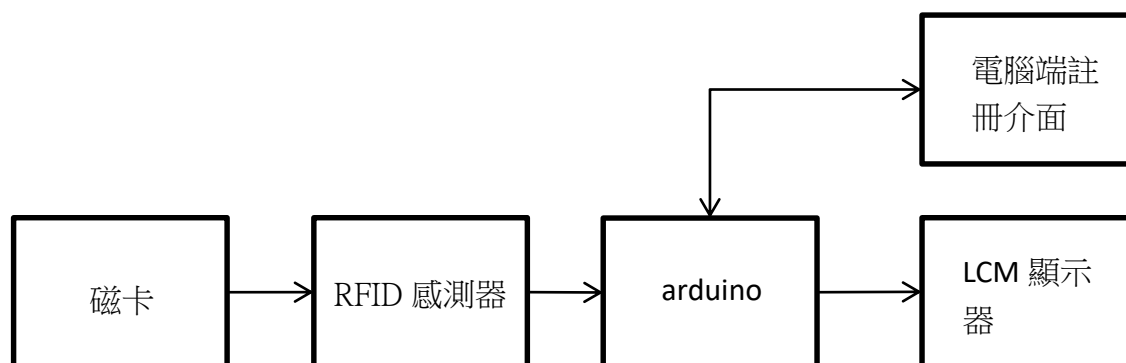 電腦端註
冊介面
磁卡
RFID 感測器
arduino
LCM 顯示
器